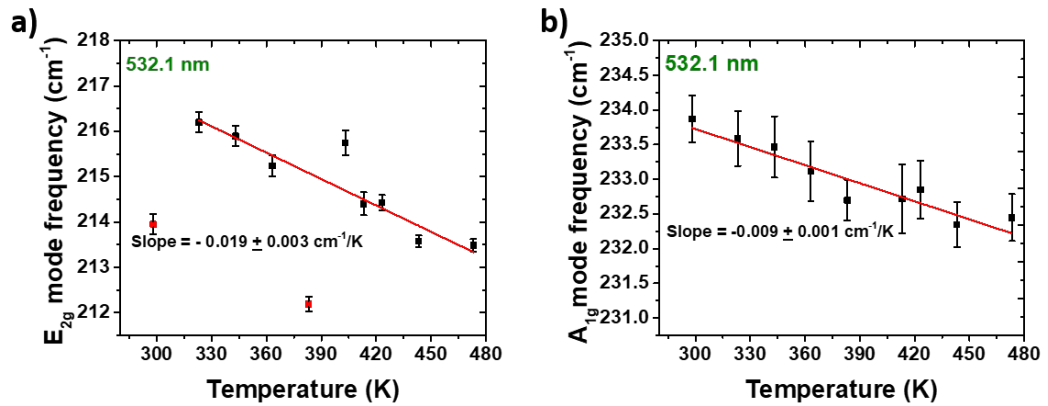 a)
E2g mode frequency (cm-1)
218
217
216
215
214
213
212
532.1 nm
Slope = - 0.019 ± 0.003 cm-1/K
300 330 360 390 420 450 480
Temperature (K)
b)
A1g mode frequency (cm-1)
235.0
234.5
234.0
233.5
233.0
232.5
232.0
231.5
231.0
532.1 nm
Slope = -0.009 ± 0.001 cm-1/K
300 330 360 390 420 450 480
Temperature (K)